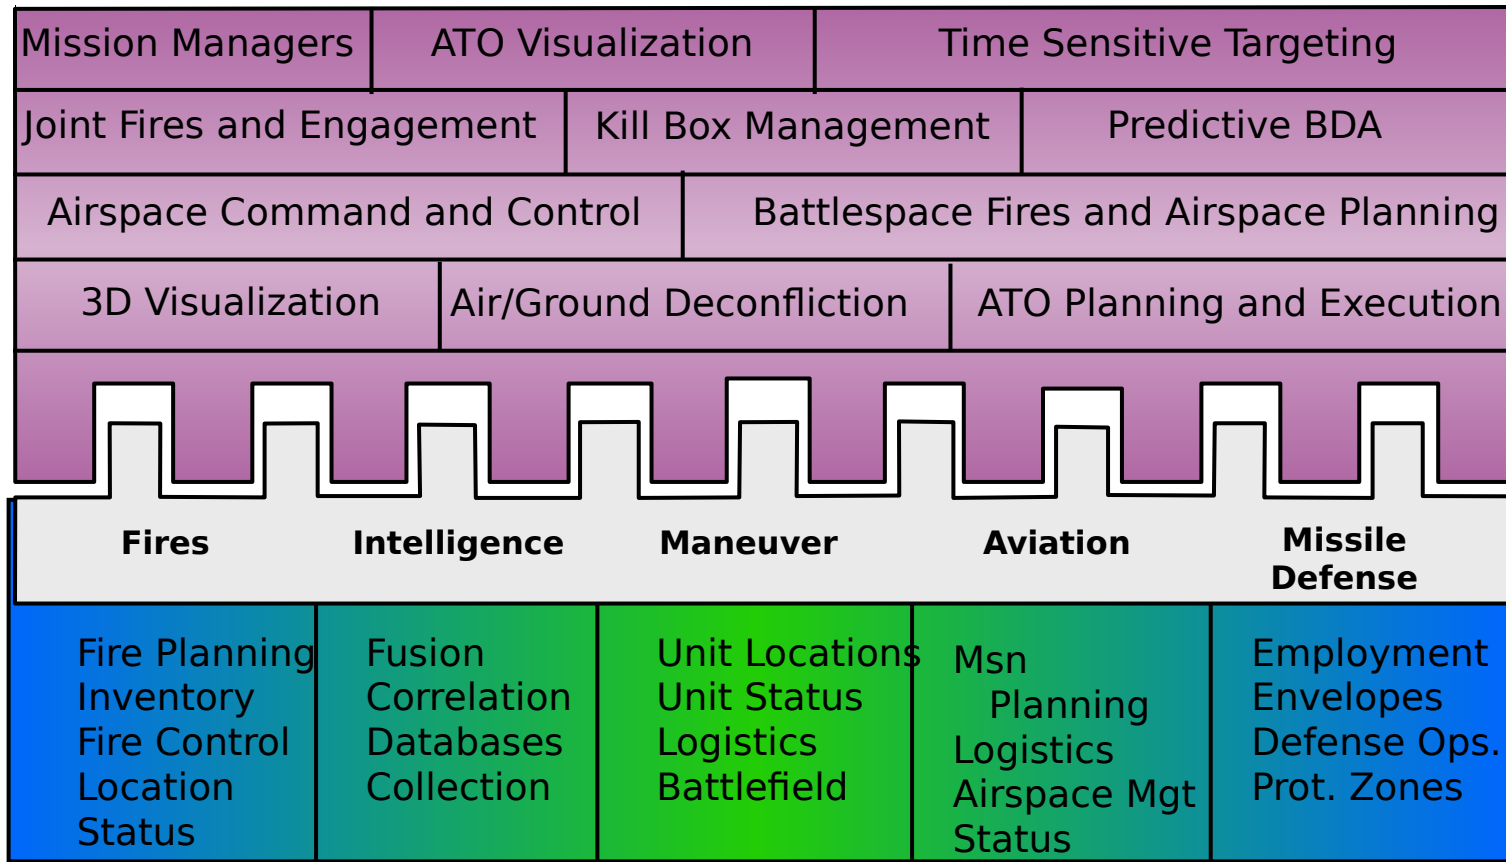 Mission Managers
ATO Visualization
Time Sensitive Targeting
Joint Fires and Engagement
Kill Box Management
Predictive BDA
Airspace Command and Control
Battlespace Fires and Airspace Planning
3D Visualization
Air/Ground Deconfliction
ATO Planning and Execution
Fires
Intelligence
Maneuver
Aviation
Missile
Defense
Fire Planning
Inventory
Fire Control
Location
Status
Fusion
Correlation
Databases
Collection
Unit Locations
Unit Status
Logistics
Battlefield
Msn
Planning
Logistics
Airspace Mgt
Status
Employment
Envelopes
Defense Ops.
Prot. Zones